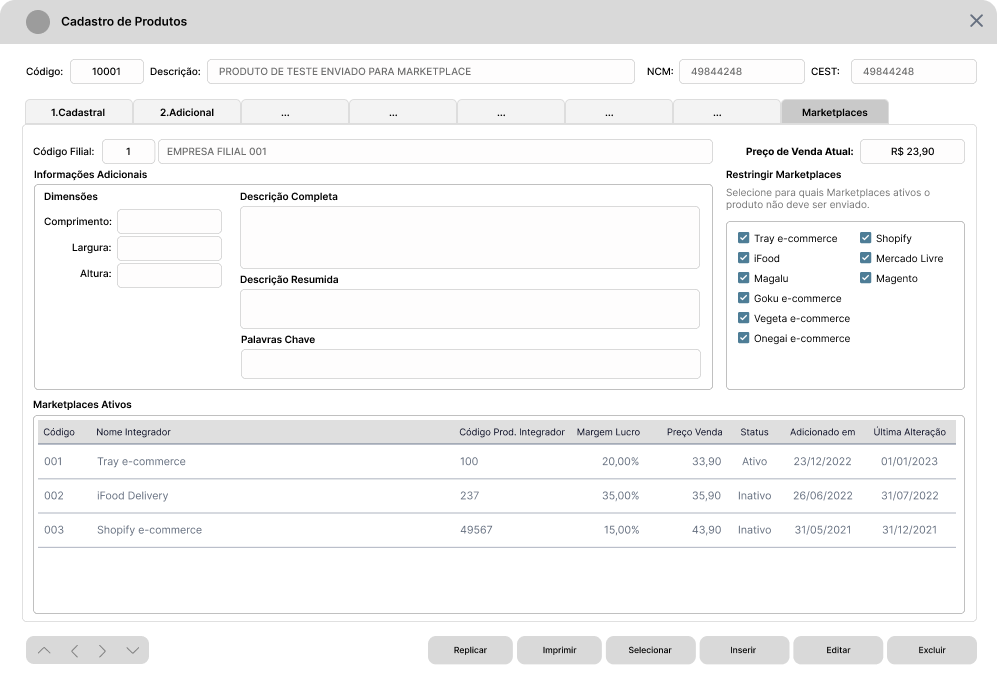 Cadastro de Produtos
Código: 10001 Descrição: PRODUTO DE TESTE ENVIADO PARA MARKETPLACE NCM: 49844248 CEST: 49844248
1.Cadastral 2.Adicional ... ... ... ... ... Marketplaces
Código Filial: 1 EMPRESA FILIAL 001 Preço de Venda Atual: R$ 23,90
Informações Adicionais
Dimensões
Comprimento:
Largura:
Altura:
Descrição Completa
Descrição Resumida
Palavras Chave
Restringir Marketplaces
Selecione para quais Marketplaces ativos o
produto não deve ser enviado.
Tray e-commerce Shopify
iFood Mercado Livre
Magalu Magento
Goku e-commerce
Vegeta e-commerce
Onegai e-commerce
Marketplaces Ativos
Código Nome Integrador Código Prod. Integrador Margem Lucro Preço Venda Status Adicionado em Última Alteração
001 Tray e-commerce 100 20,00% 33,90 Ativo 23/12/2022 01/01/2023
002 iFood Delivery 237 35,00% 35,90 Inativo 26/06/2022 31/07/2022
003 Shopify e-commerce 49567 15,00% 43,90 Inativo 31/05/2021 31/12/2021
Replicar Imprimir Selecionar Inserir Editar Excluir